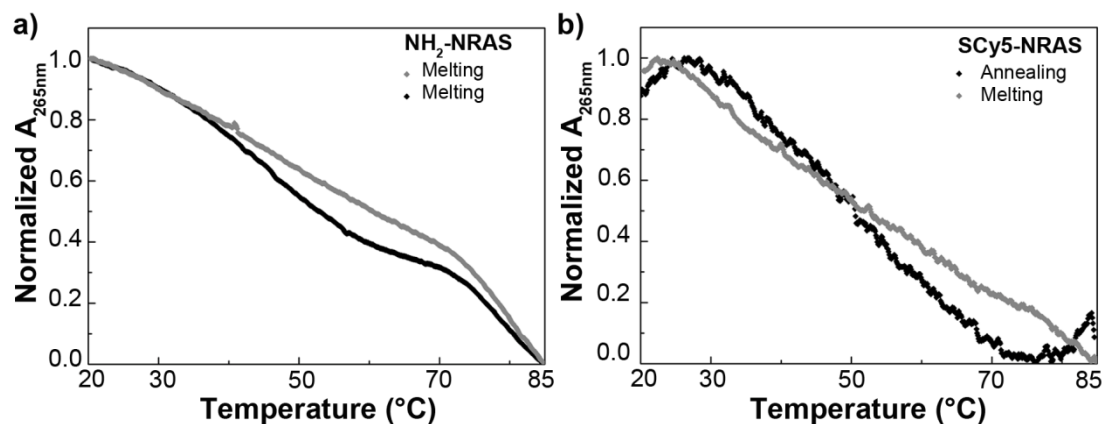 a)
NH₂-NRAS
Melting
Melting
Normalized A₂₆₅ₙₘ
1.0
0.8
0.6
0.4
0.2
0.0
20 30 50 70 85
Temperature (°C)
b)
SCy5-NRAS
Annealing
Melting
Normalized A₂₆₅ₙₘ
1.0
0.8
0.6
0.4
0.2
0.0
20 30 50 70 85
Temperature (°C)